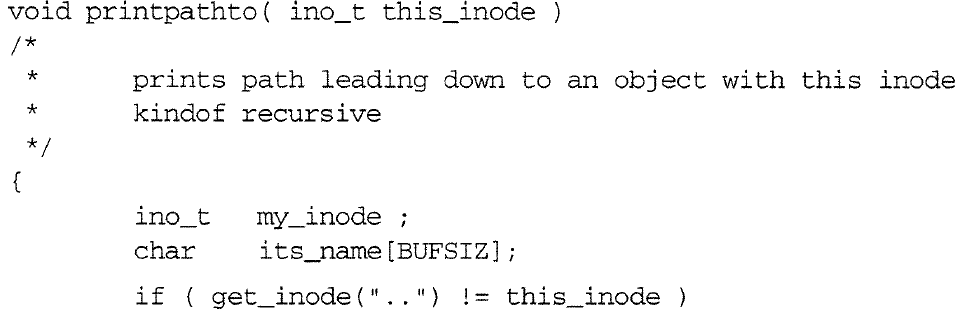 void printpathto( ino_t this_inode )
/*
 *      prints path leading down to an object with this inode
 *      kindof recursive
 */
{
        ino_t   my_inode ;
        char    its_name[BUFSIZ];
        if ( get_inode("..") != this_inode )